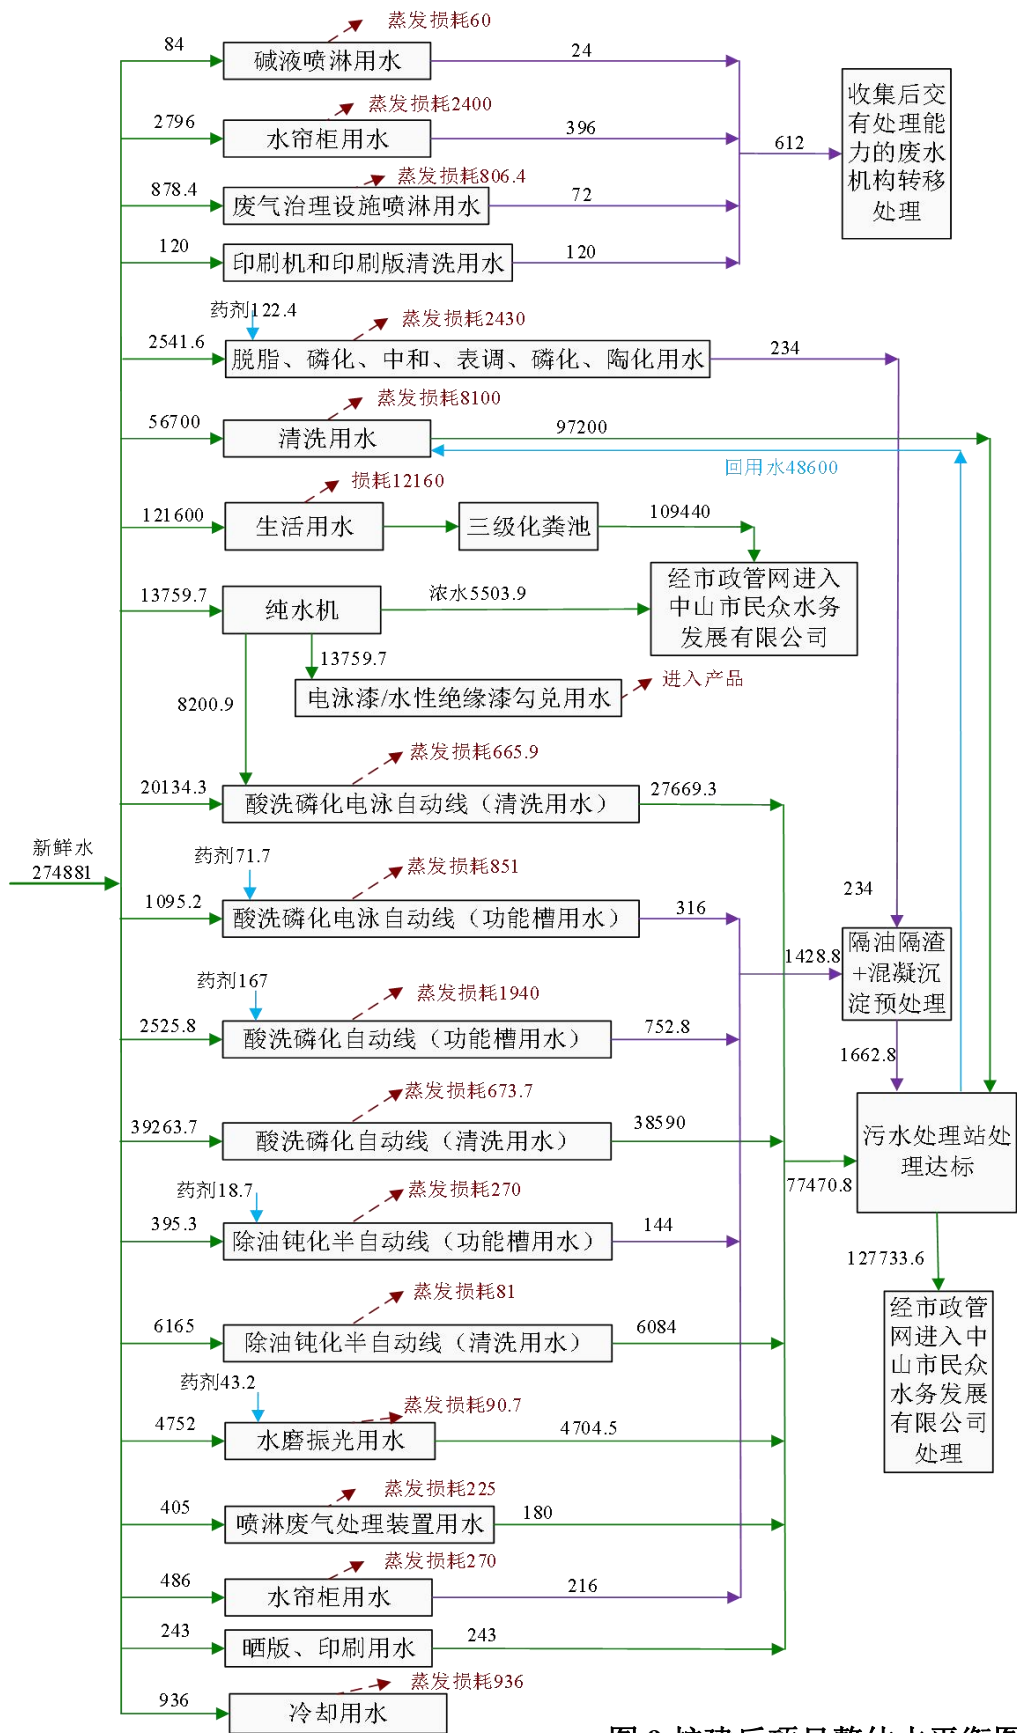 蒸发损耗60
84
碱液喷淋用水
24
蒸发损耗2400
2796
水帘柜用水
396
612
收集后交
有处理能
力的废水
机构转移
处理
蒸发损耗806.4
878.4
废气治理设施喷淋用水
72
120
印刷机和印刷版清洗用水
120
药剂122.4
蒸发损耗2430
2541.6
脱脂、磷化、中和、表调、磷化、陶化用水
234
蒸发损耗8100
56700
清洗用水
97200
回用水48600
损耗12160
121600
生活用水
三级化粪池
109440
经市政管网进入
中山市民众水务
发展有限公司
13759.7
纯水机
浓水5503.9
13759.7
进入产品
电泳漆/水性绝缘漆勾兑用水
8200.9
蒸发损耗665.9
20134.3
酸洗磷化电泳自动线（清洗用水）
27669.3
新鲜水
274881
药剂71.7
蒸发损耗851
1095.2
酸洗磷化电泳自动线（功能槽用水）
316
234
隔油隔渣
+混凝沉
淀预处理
1428.8
药剂167
蒸发损耗1940
2525.8
酸洗磷化自动线（功能槽用水）
752.8
1662.8
蒸发损耗673.7
39263.7
酸洗磷化自动线（清洗用水）
38590
污水处理站处
理达标
77470.8
药剂18.7
蒸发损耗270
395.3
除油钝化半自动线（功能槽用水）
144
127733.6
蒸发损耗81
6165
除油钝化半自动线（清洗用水）
6084
经市政管
网进入中
山市民众
水务发展
有限公司
处理
药剂43.2
蒸发损耗90.7
4752
水磨振光用水
4704.5
蒸发损耗225
405
喷淋废气处理装置用水
180
蒸发损耗270
486
水帘柜用水
216
243
晒版、印刷用水
243
蒸发损耗936
936
冷却用水